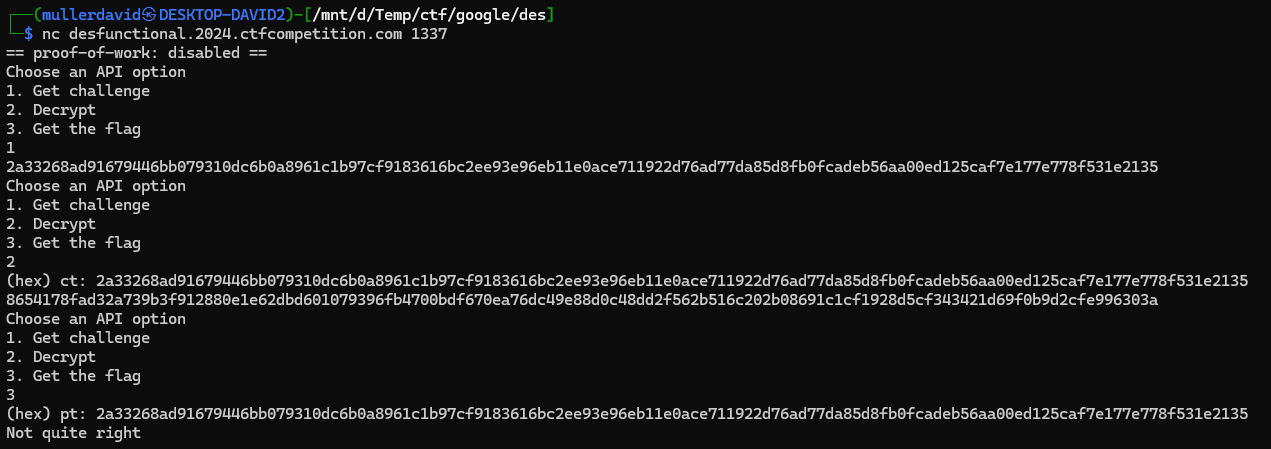 ┌──(mullerdavid㉿DESKTOP-DAVID2)-[/mnt/d/Temp/ctf/google/des]
└─$ nc desfunctional.2024.ctfcompetition.com 1337
== proof-of-work: disabled ==
Choose an API option
1. Get challenge
2. Decrypt
3. Get the flag
1
2a33268ad91679446bb079310dc6b0a8961c1b97cf9183616bc2ee93e96eb11e0ace711922d76ad77da85d8fb0fcadeb56aa00ed125caf7e177e778f531e2135
Choose an API option
1. Get challenge
2. Decrypt
3. Get the flag
2
(hex) ct: 2a33268ad91679446bb079310dc6b0a8961c1b97cf9183616bc2ee93e96eb11e0ace711922d76ad77da85d8fb0fcadeb56aa00ed125caf7e177e778f531e2135
8654178fad32a739b3f912880e1e62dbd601079396fb4700bdf670ea76dc49e88d0c48dd2f562b516c202b08691c1cf1928d5cf343421d69f0b9d2cfe996303a
Choose an API option
1. Get challenge
2. Decrypt
3. Get the flag
3
(hex) pt: 2a33268ad91679446bb079310dc6b0a8961c1b97cf9183616bc2ee93e96eb11e0ace711922d76ad77da85d8fb0fcadeb56aa00ed125caf7e177e778f531e2135
Not quite right